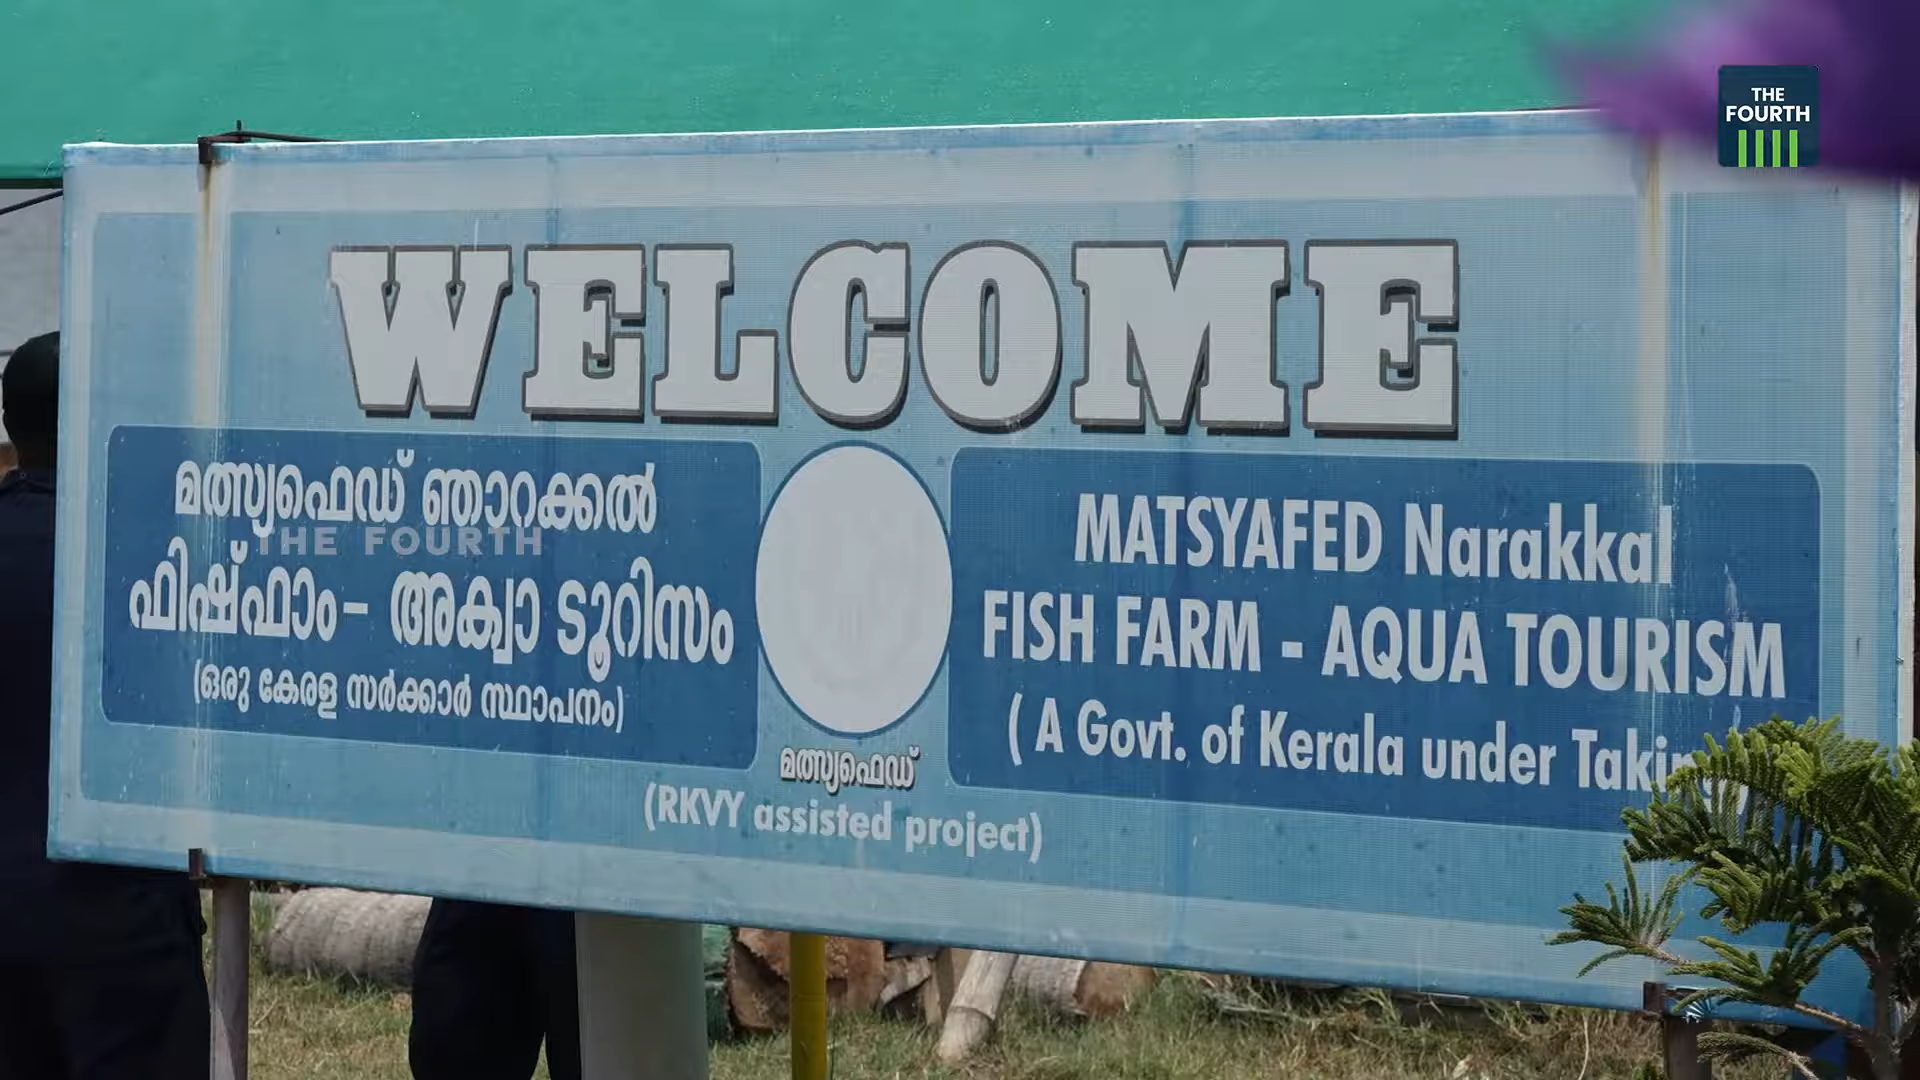 THE
FOURTH
WELCOME
മത്സ്യഫെഡ് ഞാറക്കൽ
THE FOURTH
ഫിഷ്ഫാം- അക്വാ ടൂറിസം
(ഒരു കേരള സർക്കാർ സ്ഥാപനം)
മത്സ്യഫെഡ്
MATSYAFED Narakkal
FISH FARM - AQUA TOURISM
( A Govt. of Kerala under Taking)
(RKVY assisted project)